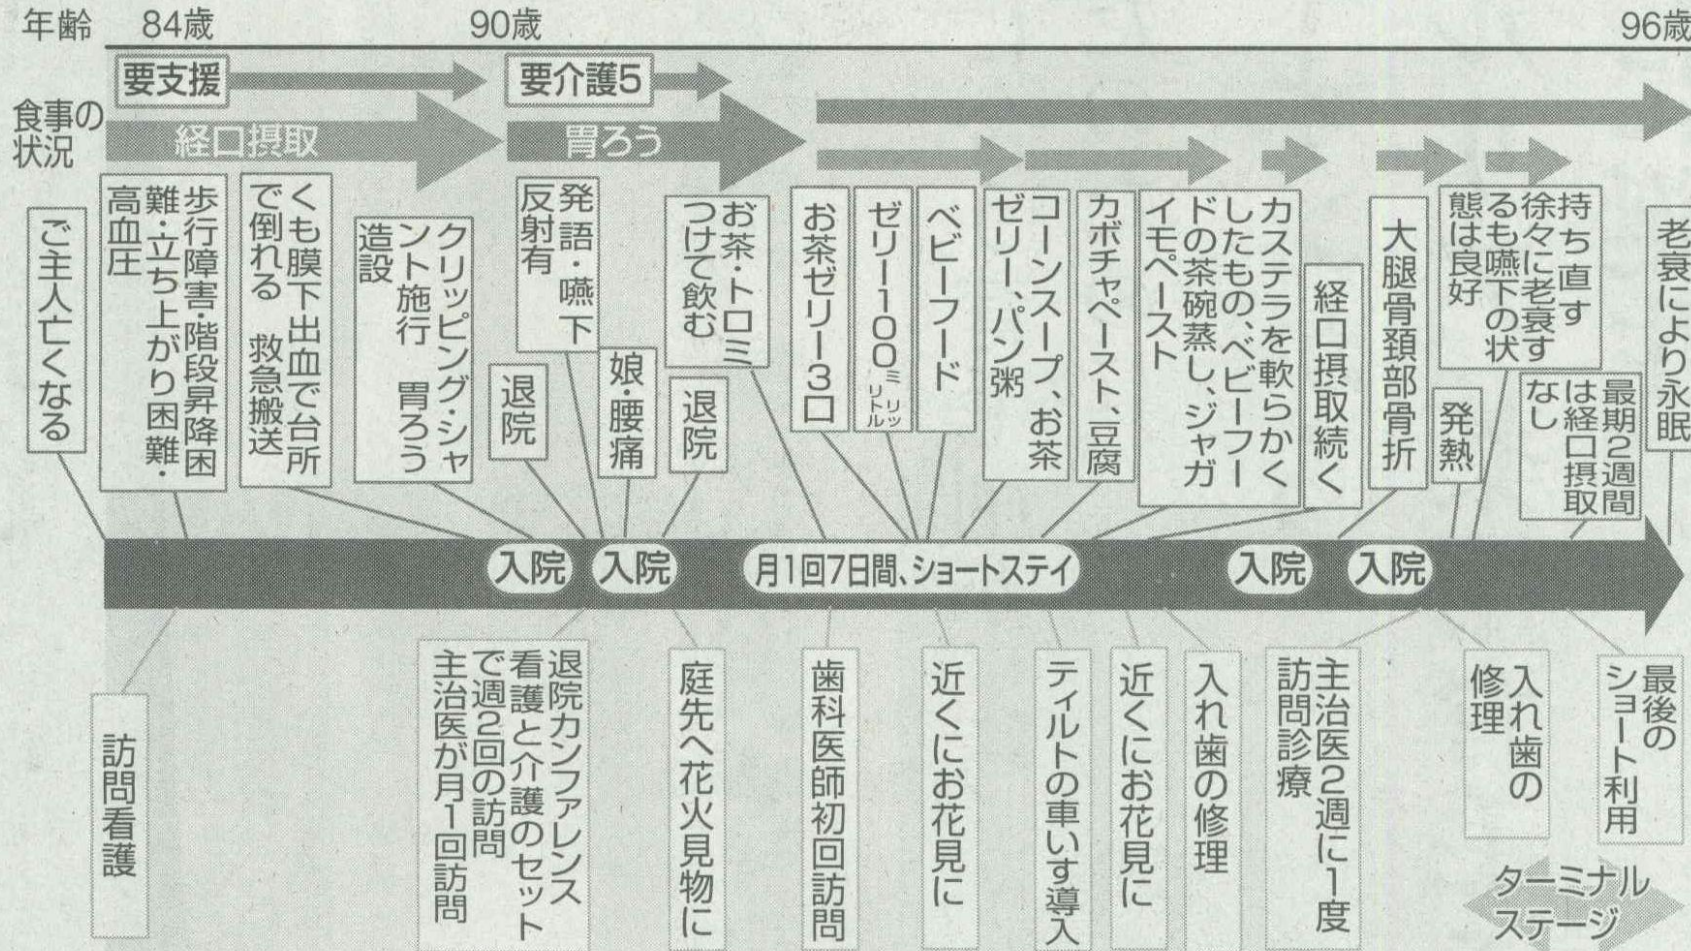 年齢
84歳
90歳
96歳
要支援
要介護5
食事の
状況
経口摂取
胃ろう
ご主人亡くなる
歩行障害・階段昇降困
難・立ち上がり困難・
高血圧
くも膜下出血で台所
で倒れる 救急搬送
クリッピング・シャ
ント施行 胃ろう
造設
発語・嚥下
反射有
退院
娘・腰痛
退院
お茶・トロミ
つけて飲む
お茶ゼリー3口
ゼリー100ミリリットル
ベビーフード
コーンスープ、お茶
ゼリー、パン粥
カボチャペースト、豆腐
カステラを軟らかく
したもの、ベビーフー
ドの茶碗蒸し、ジャガ
イモペースト
経口摂取続く
大腿骨頚部骨折
発熱
持ち直す
徐々に老衰す
るも嚥下の状
態は良好
最期2週間
は経口摂取
なし
老衰により永眠
入院
入院
月1回7日間、ショートステイ
入院
入院
訪問看護
退院カンファレンス
看護と介護のセット
で週2回の訪問
主治医が月1回訪問
庭先へ花火見物に
歯科医師初回訪問
近くにお花見に
ティルトの車いす導入
近くにお花見に
入れ歯の修理
主治医2週に1度
訪問診療
入れ歯の
修理
最後の
ショート利用
ターミナル
ステージ